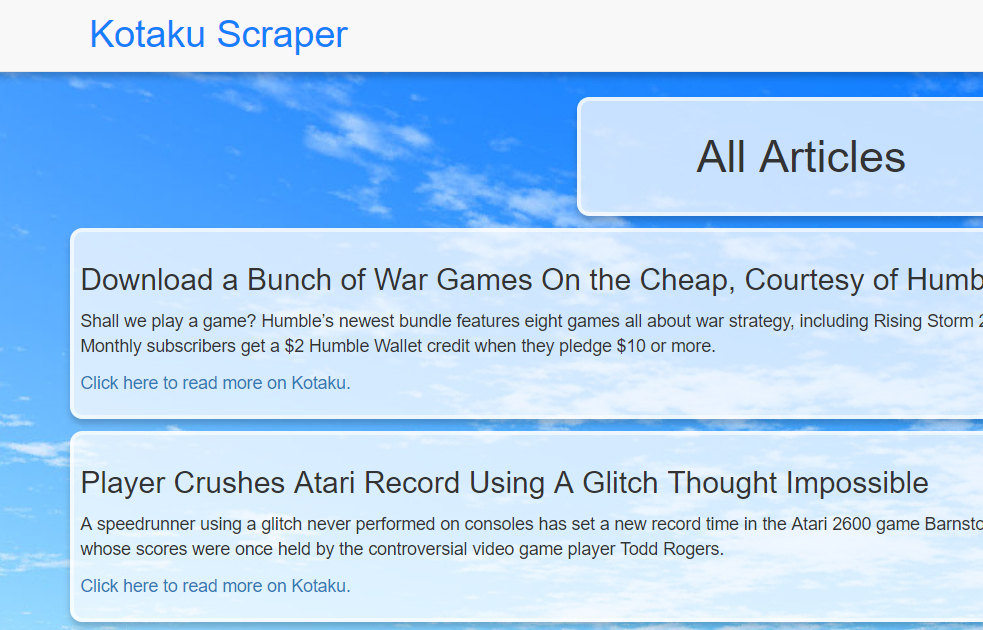 Kotaku Scraper
All Articles
Download a Bunch of War Games On the Cheap, Courtesy of Humb
Shall we play a game? Humble’s newest bundle features eight games all about war strategy, including Rising Storm 2
Monthly subscribers get a $2 Humble Wallet credit when they pledge $10 or more.
Click here to read more on Kotaku.
Player Crushes Atari Record Using A Glitch Thought Impossible
A speedrunner using a glitch never performed on consoles has set a new record time in the Atari 2600 game Barnsto
whose scores were once held by the controversial video game player Todd Rogers.
Click here to read more on Kotaku.